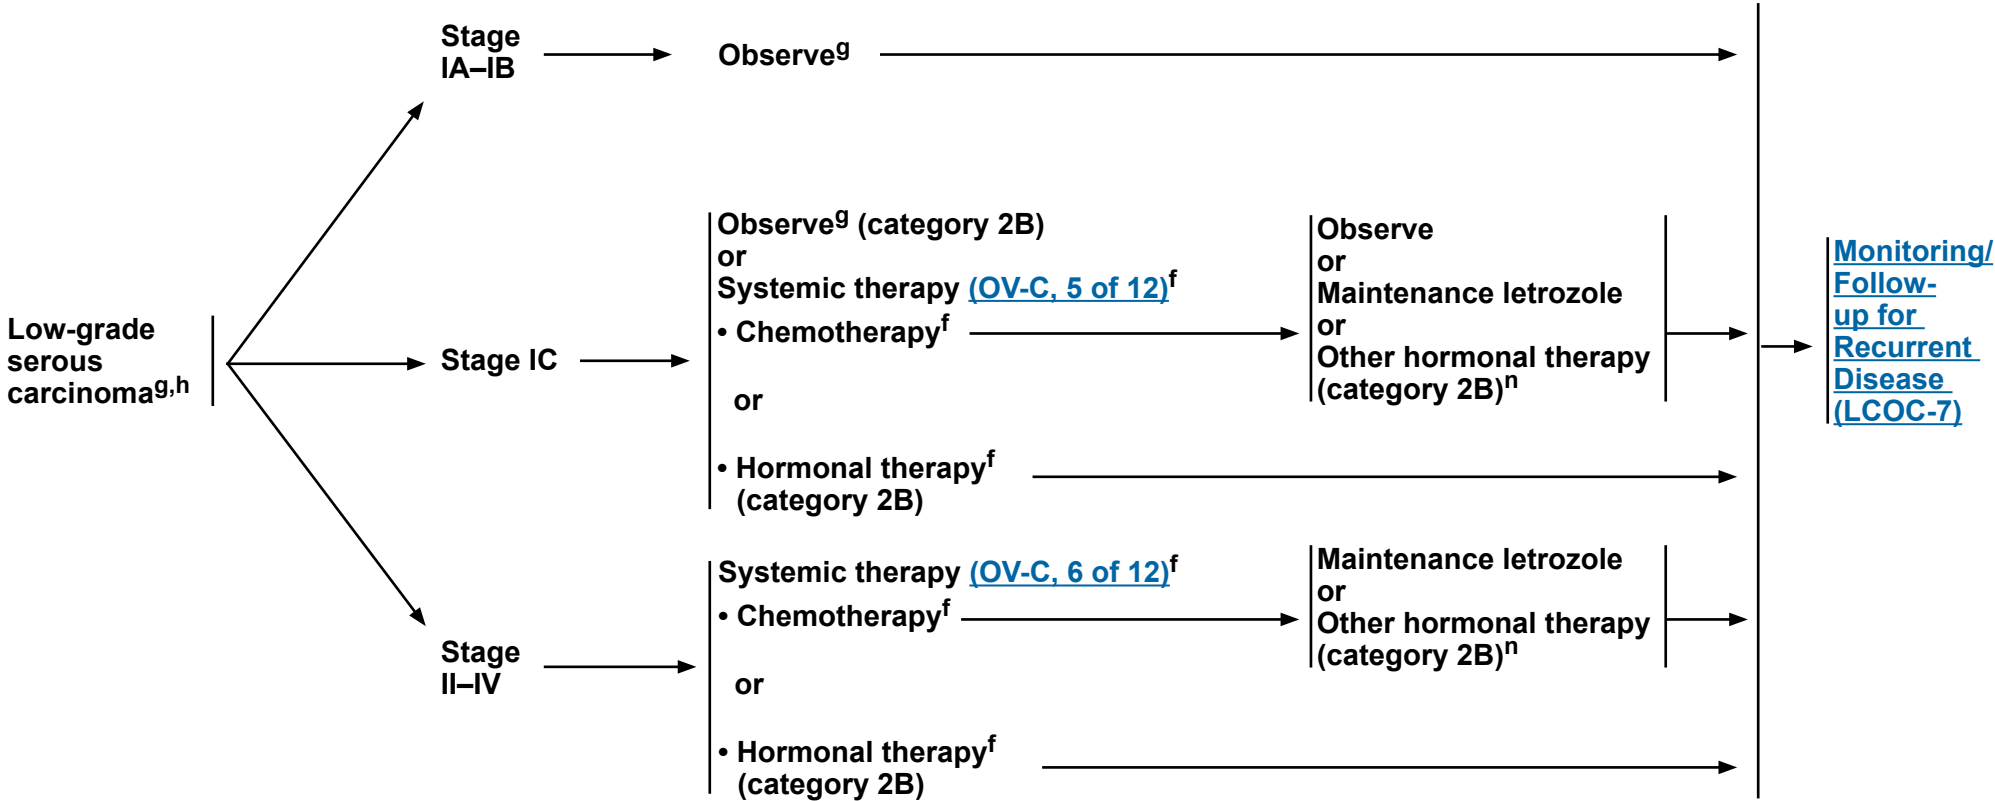 Low-grade
serous
carcinomag,h
Stage
IA–IB
Observeg
Stage IC
Observeg (category 2B)
or
Systemic therapy (OV-C, 5 of 12)f
• Chemotherapyf
or
• Hormonal therapyf
(category 2B)
Observe
or
Maintenance letrozole
or
Other hormonal therapy
(category 2B)n
Stage
II–IV
Systemic therapy (OV-C, 6 of 12)f
• Chemotherapyf
or
• Hormonal therapyf
(category 2B)
Maintenance letrozole
or
Other hormonal therapy
(category 2B)n
Monitoring/
Follow-
up for
Recurrent
Disease
(LCOC-7)